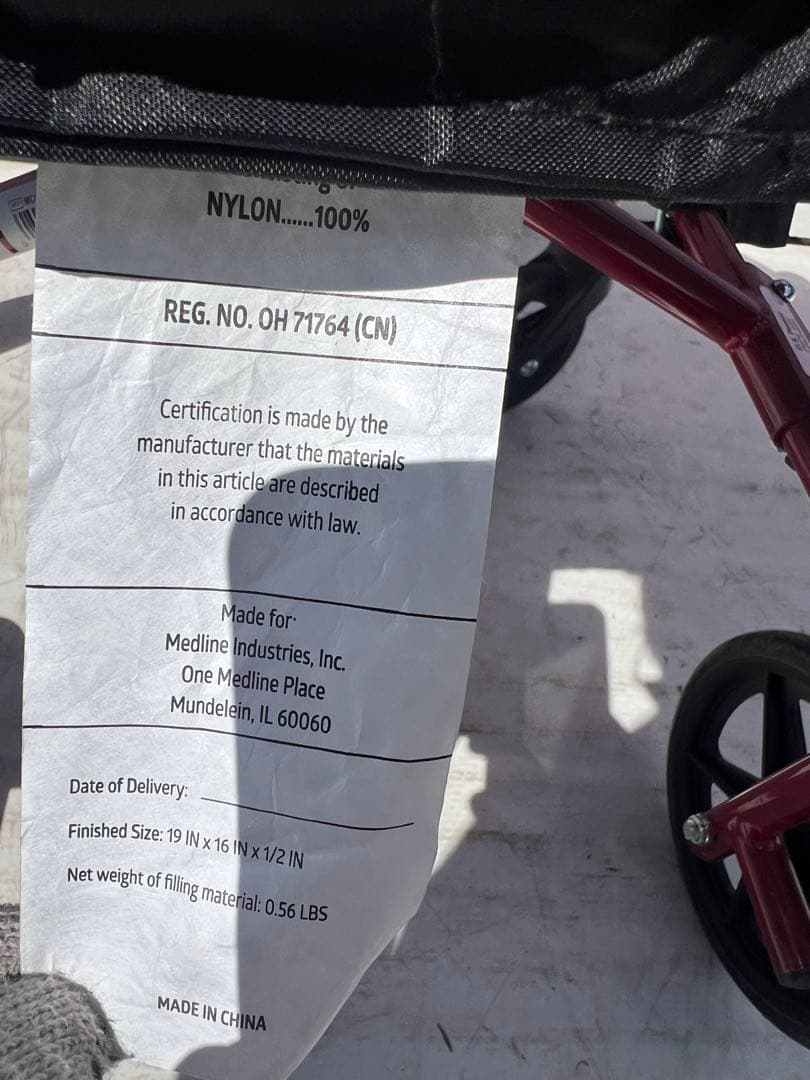 NYLON......100%
REG. NO. OH 71764 (CN)
Certification is made by the
manufacturer that the materials
in this article are described
in accordance with law.
Made for:
Medline Industries, Inc.
One Medline Place
Mundelein, IL 60060
Date of Delivery:
Finished Size: 19 IN x 16 IN x 1/2 IN
Net weight of filling material: 0.56 LBS
MADE IN CHINA